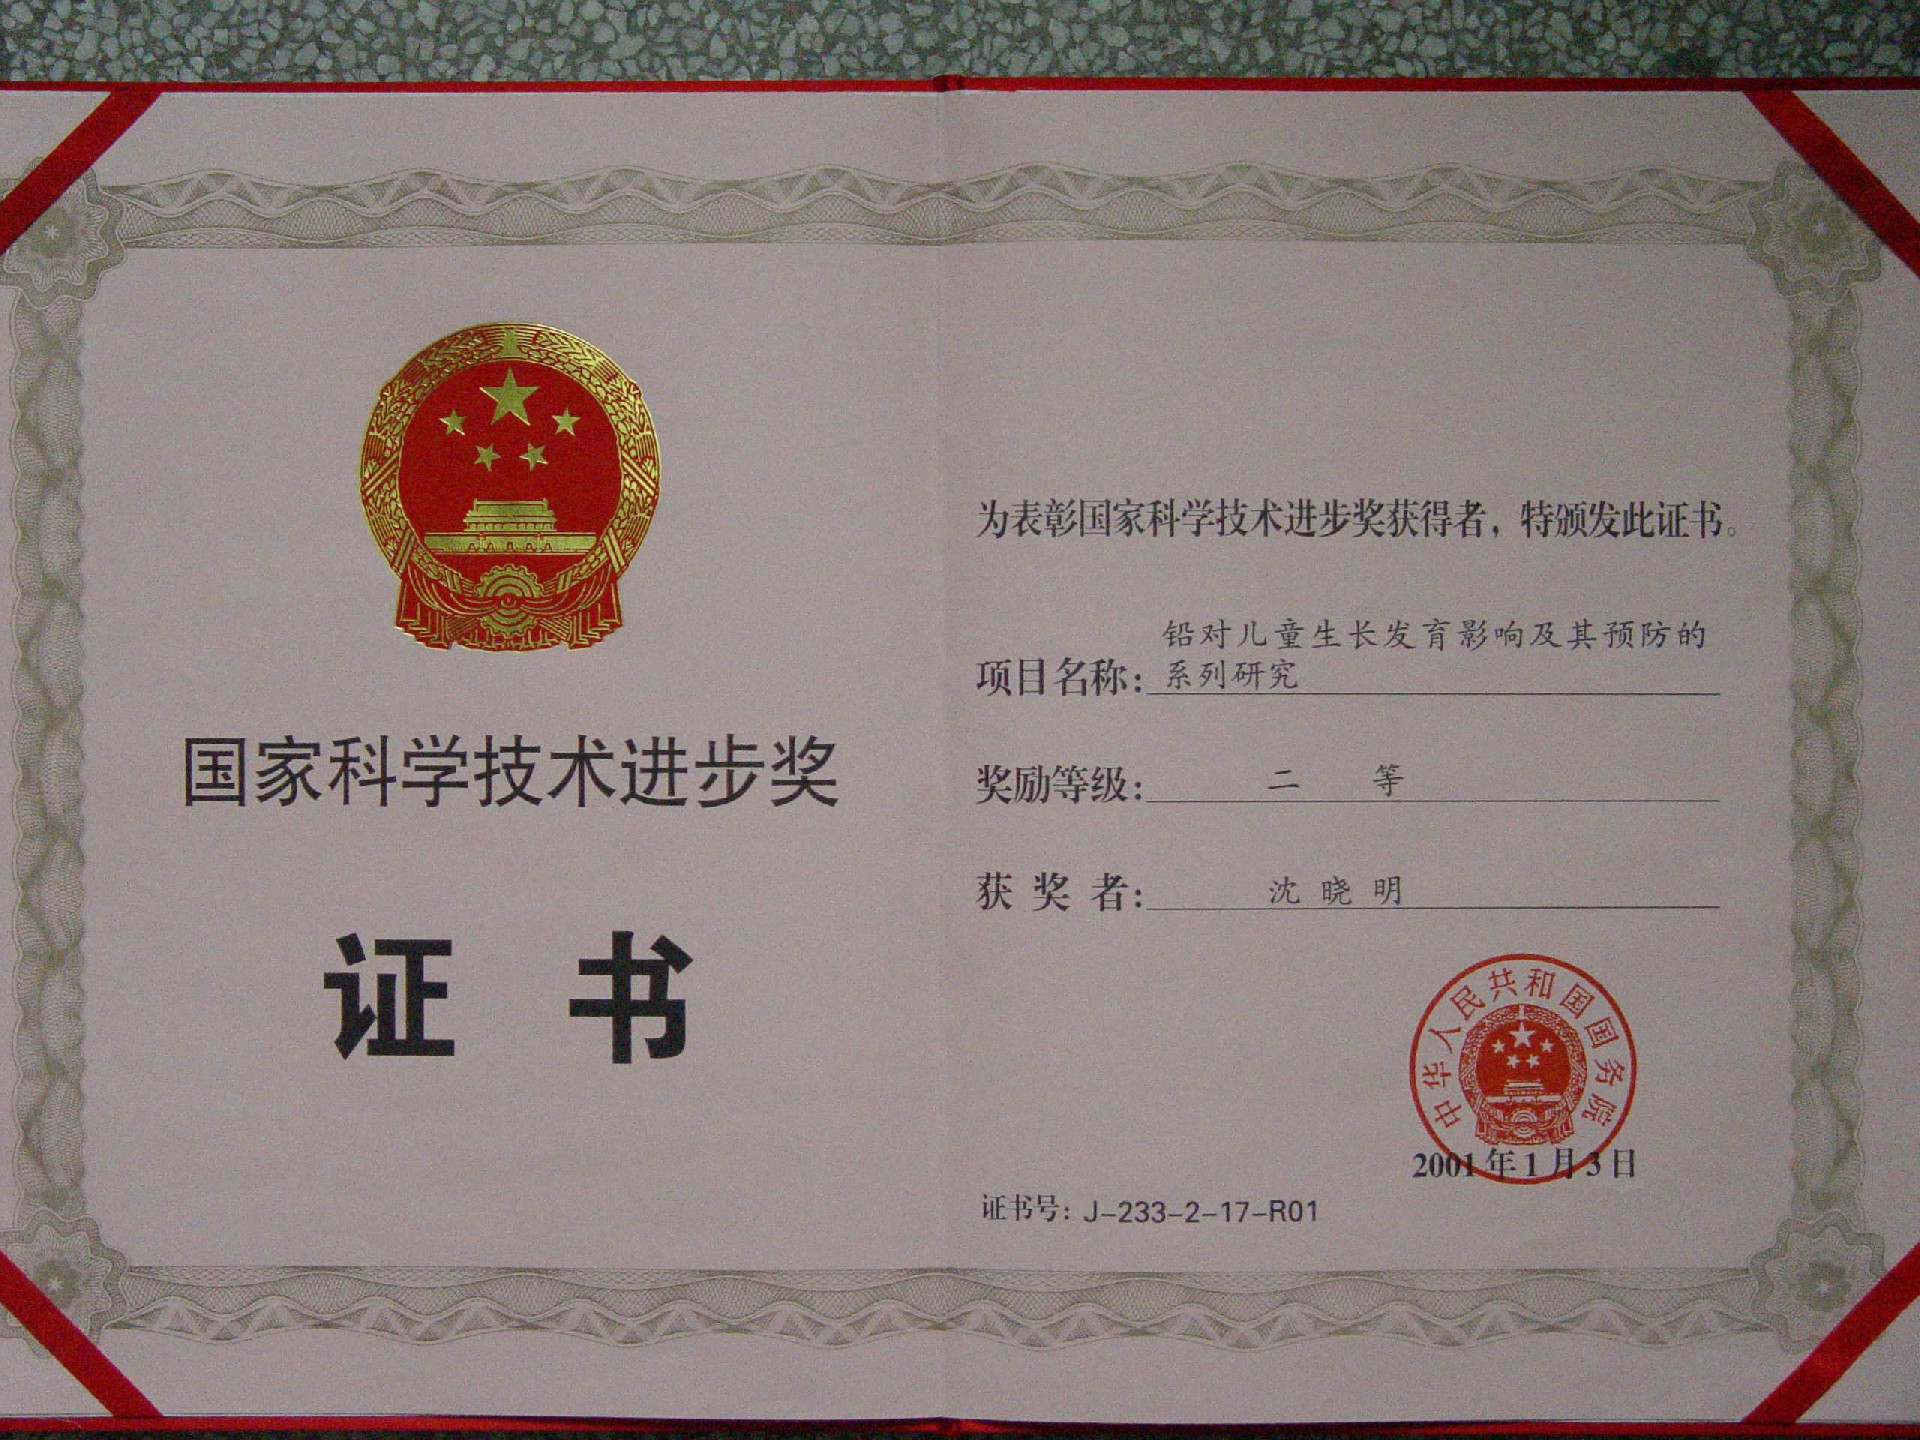 国家科学技术进步奖
证 书
为表彰国家科学技术进步奖获得者，特颁发此证书。
铅对儿童生长发育影响及其预防的
项目名称：系列研究
奖励等级： 二 等
获 奖 者： 沈 晓 明
中华人民共和国国务院
2001年1月3日
证书号：J-233-2-17-R01